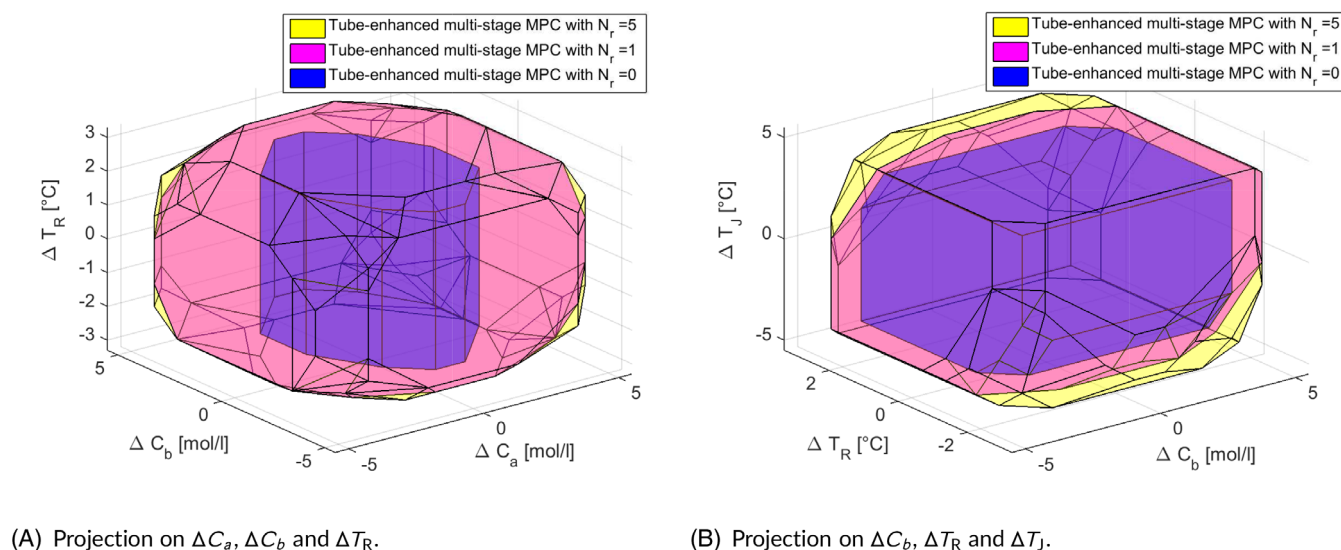 Tube-enhanced multi-stage MPC with N_r =5
Tube-enhanced multi-stage MPC with N_r =1
Tube-enhanced multi-stage MPC with N_r =0
3
2
1
0
-1
-2
-3
Δ T_R [°C]
5
0
-5
Δ C_b [mol/l]
-5
0
5
Δ C_a [mol/l]
(A) Projection on ΔC_a, ΔC_b and ΔT_R.
Tube-enhanced multi-stage MPC with N_r =5
Tube-enhanced multi-stage MPC with N_r =1
Tube-enhanced multi-stage MPC with N_r =0
5
0
-5
Δ T_J [°C]
2
0
-2
Δ T_R [°C]
-5
0
5
Δ C_b [mol/l]
(B) Projection on ΔC_b, ΔT_R and ΔT_J.